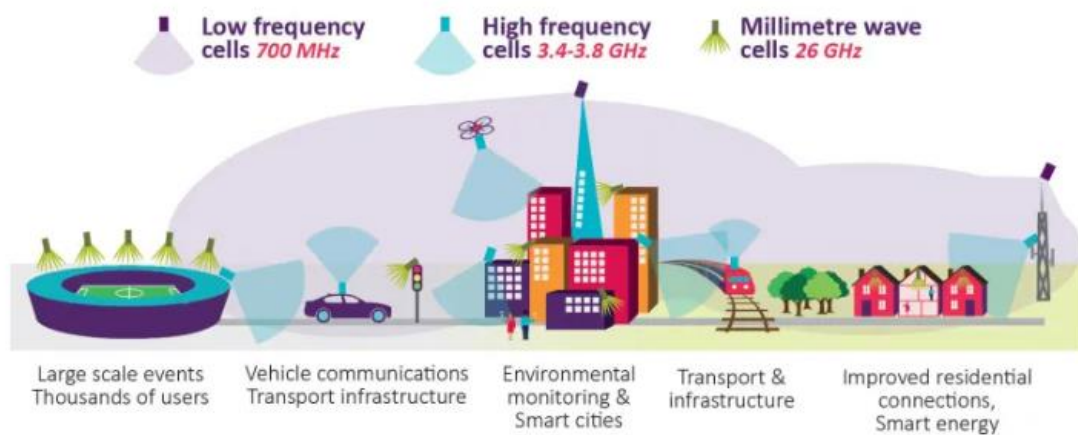 Low frequency
cells 700 MHz
High frequency
cells 3.4-3.8 GHz
Millimetre wave
cells 26 GHz
Large scale events
Thousands of users
Vehicle communications
Transport infrastructure
Environmental
monitoring &
Smart cities
Transport &
infrastructure
Improved residential
connections,
Smart energy